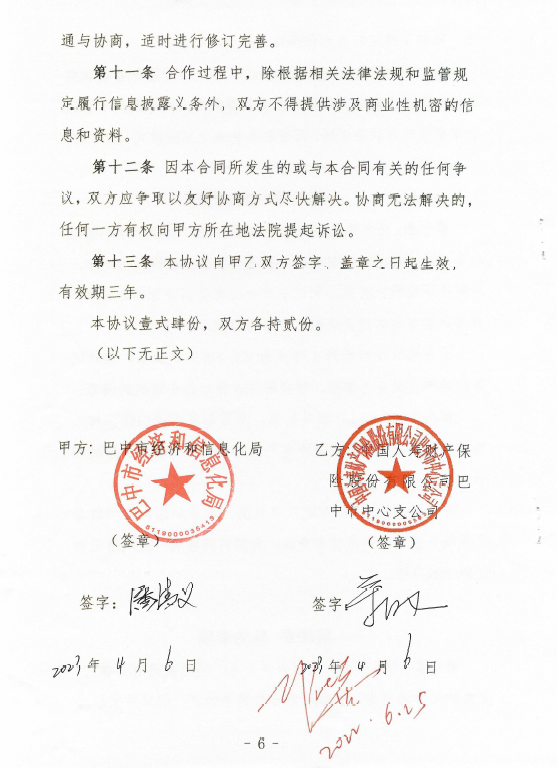 通与协商，适时进行修订完善。
第十一条 合作过程中，除根据相关法律法规和监管规
定履行信息披露义务外，双方不得提供涉及商业性机密的信
息和资料。
第十二条 因本合同所发生的或与本合同有关的任何争
议，双方应争取以友好协商方式尽快解决。协商无法解决的，
任何一方有权向甲方所在地法院提起诉讼。
第十三条 本协议自甲乙双方签字、盖章之日起生效，
有效期三年。
本协议壹式肆份，双方各持贰份。
（以下无正文）
甲方：巴中市经济和信息化局
巴中市经济和信息化局
5119000035419
（签章）
签字：
2023年 4 月 6 日
乙方：中国人寿财产保
险股份有限公司巴
中市中心支公司
（签章）
签字
2023年 4 月 6 日
2022.6.25
- 6 -